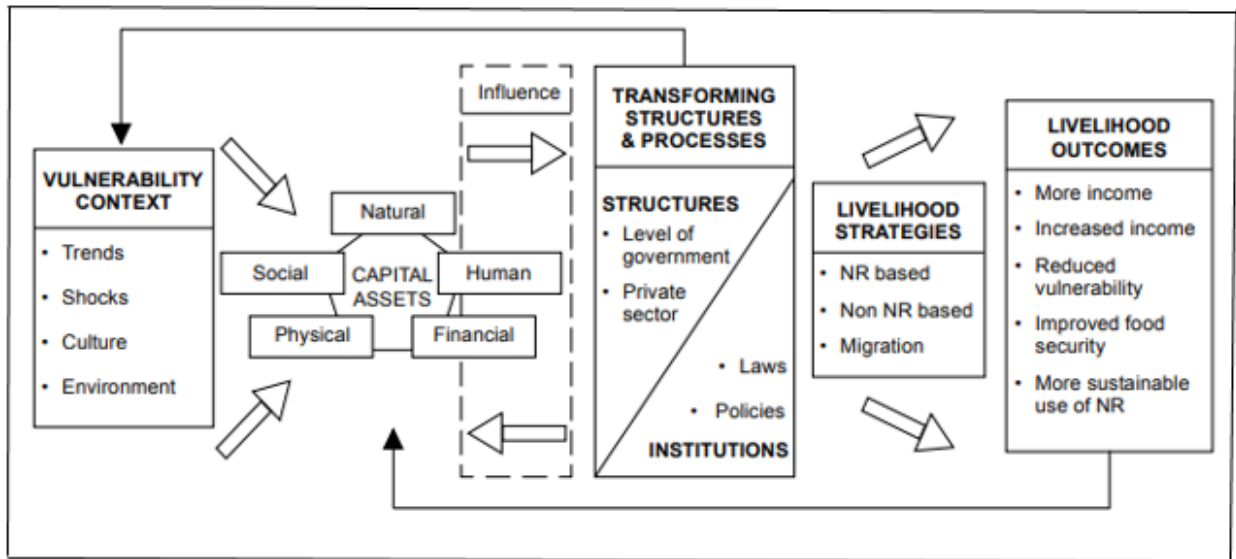 VULNERABILITY
CONTEXT
• Trends
• Shocks
• Culture
• Environment
Natural
Social
CAPITAL
ASSETS
Human
Physical
Financial
Influence
TRANSFORMING
STRUCTURES
& PROCESSES
STRUCTURES
• Level of
government
• Private
sector
• Laws
• Policies
INSTITUTIONS
LIVELIHOOD
STRATEGIES
• NR based
• Non NR based
• Migration
LIVELIHOOD
OUTCOMES
• More income
• Increased income
• Reduced
vulnerability
• Improved food
security
• More sustainable
use of NR